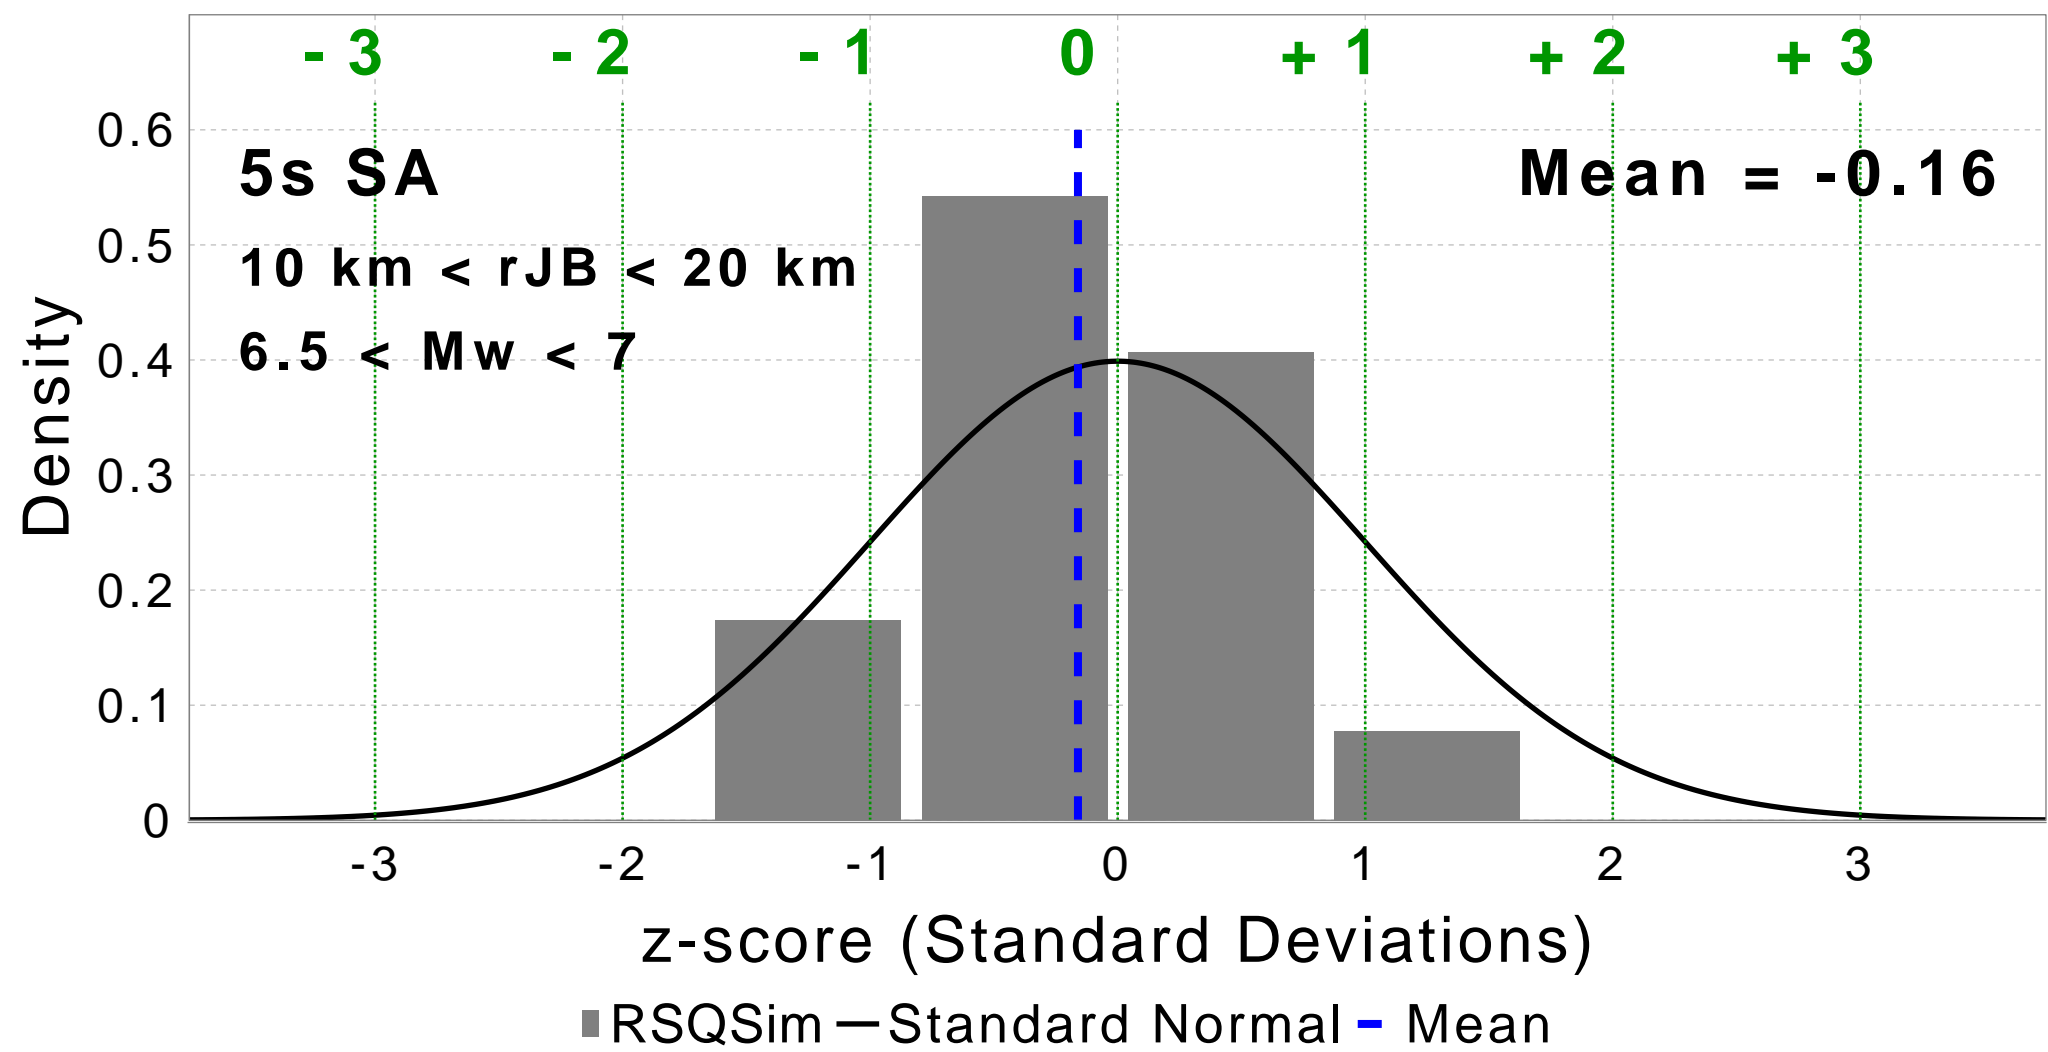 - 3 - 2 - 1 0 + 1 + 2 + 3
0.6
5s SA
Mean = -0.16
0.5
10 km < rJB < 20 km
0.4
6.5 < Mw < 7
0.3
0.2
0.1
0
Density
-3 -2 -1 0 1 2 3
z-score (Standard Deviations)
RSQSim Standard Normal Mean